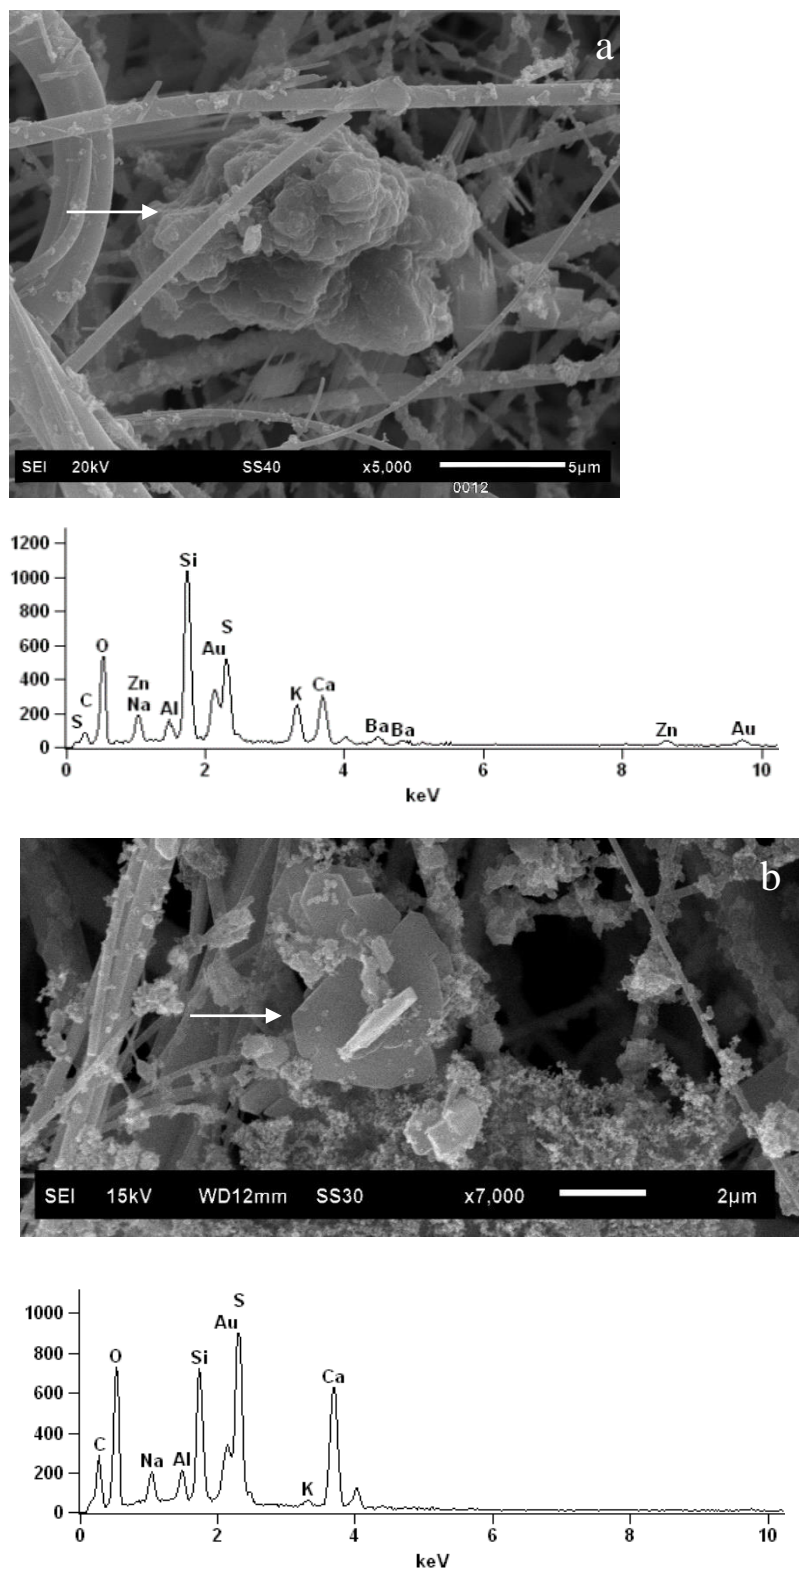 a
SEI 20kV SS40 x5,000 5µm
0012
1200
1000
800
600
400
200
0
Si
S
O
Au
Zn
Na
Al
C
S
K
Ca
Ba Ba
Zn
Au
0 2 4 6 8 10
keV
b
SEI 15kV WD12mm SS30 x7,000 2µm
1000
800
600
400
200
0
S
Au
O
Si
Ca
C
Na
Al
K
0 2 4 6 8 10
keV